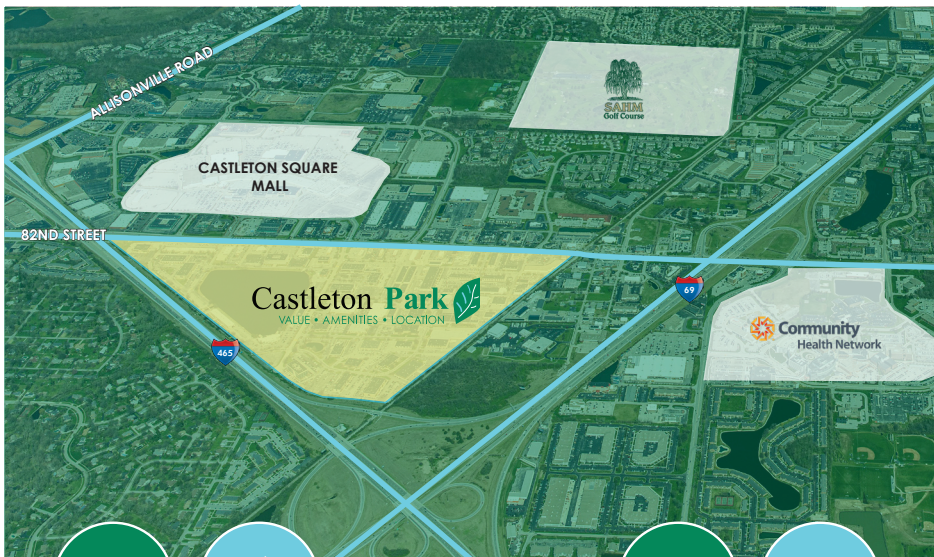 ALLISONVILLE ROAD
SAHM
Golf Course
CASTLETON SQUARE
MALL
82ND STREET
Castleton Park
VALUE • AMENITIES • LOCATION
69
465
Community
Health Network